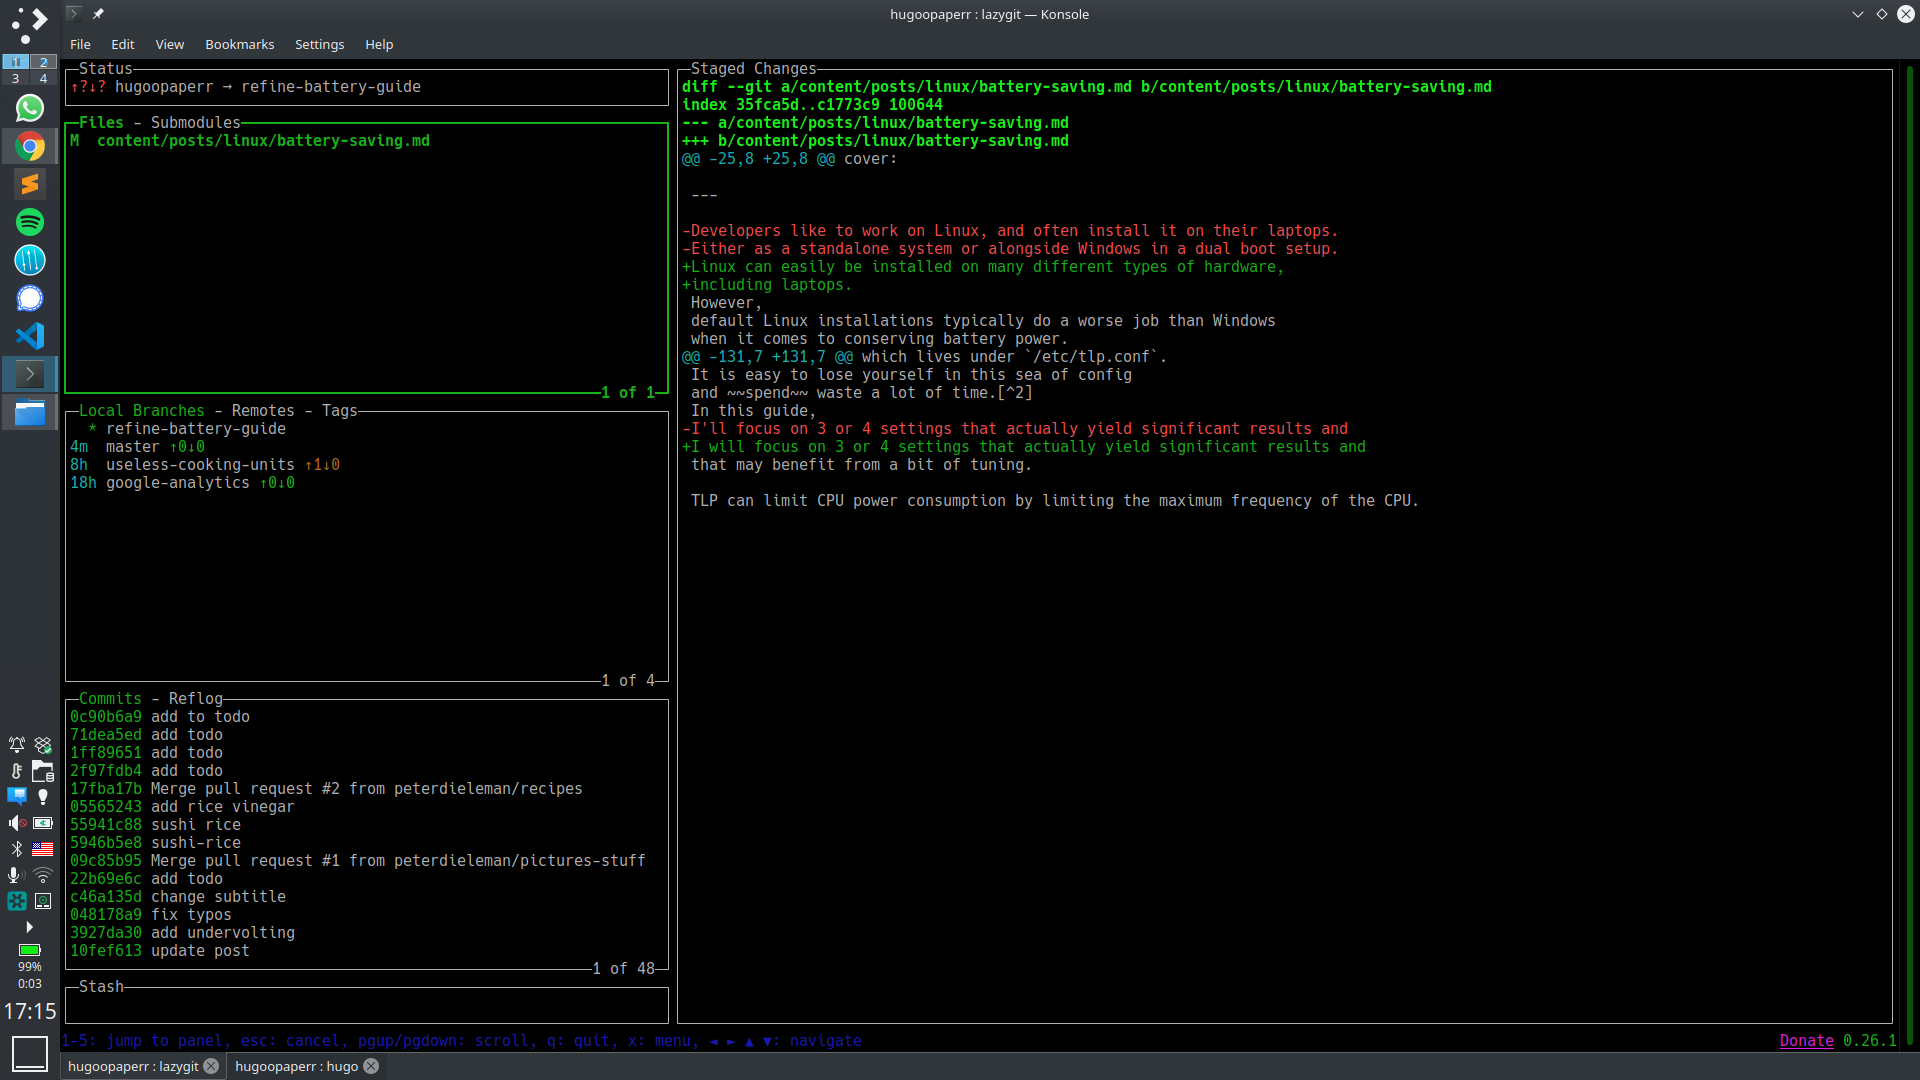 hugoopaperr : lazygit — Konsole
File Edit View Bookmarks Settings Help
1 2
3 4
Status
↑?↓? hugoopaperr → refine-battery-guide
Files - Submodules
M content/posts/linux/battery-saving.md
1 of 1
Local Branches - Remotes - Tags
* refine-battery-guide
4m master ↑0↓0
8h useless-cooking-units ↑1↓0
18h google-analytics ↑0↓0
1 of 4
Commits - Reflog
0c90b6a9 add to todo
71dea5ed add todo
1ff89651 add todo
2f97fdb4 add todo
17fba17b Merge pull request #2 from peterdieleman/recipes
05565243 add rice vinegar
55941c88 sushi rice
5946b5e8 sushi-rice
09c85b95 Merge pull request #1 from peterdieleman/pictures-stuff
22b69e6c add todo
c46a135d change subtitle
048178a9 fix typos
3927da30 add undervolting
10fef613 update post
1 of 48
Stash
Staged Changes
diff --git a/content/posts/linux/battery-saving.md b/content/posts/linux/battery-saving.md
index 35fca5d..c1773c9 100644
--- a/content/posts/linux/battery-saving.md
+++ b/content/posts/linux/battery-saving.md
@@ -25,8 +25,8 @@ cover:
---
-Developers like to work on Linux, and often install it on their laptops.
-Either as a standalone system or alongside Windows in a dual boot setup.
+Linux can easily be installed on many different types of hardware,
+including laptops.
However,
default Linux installations typically do a worse job than Windows
when it comes to conserving battery power.
@@ -131,7 +131,7 @@ which lives under `/etc/tlp.conf`.
It is easy to lose yourself in this sea of config
and ~~spend~~ waste a lot of time.[^2]
In this guide,
-I'll focus on 3 or 4 settings that actually yield significant results and
+I will focus on 3 or 4 settings that actually yield significant results and
that may benefit from a bit of tuning.
TLP can limit CPU power consumption by limiting the maximum frequency of the CPU.
99%
0:03
17:15
1-5: jump to panel, esc: cancel, pgup/pgdown: scroll, q: quit, x: menu, ◄ ► ▲ ▼: navigate
Donate 0.26.1
hugoopaperr : lazygit hugoopaperr : hugo